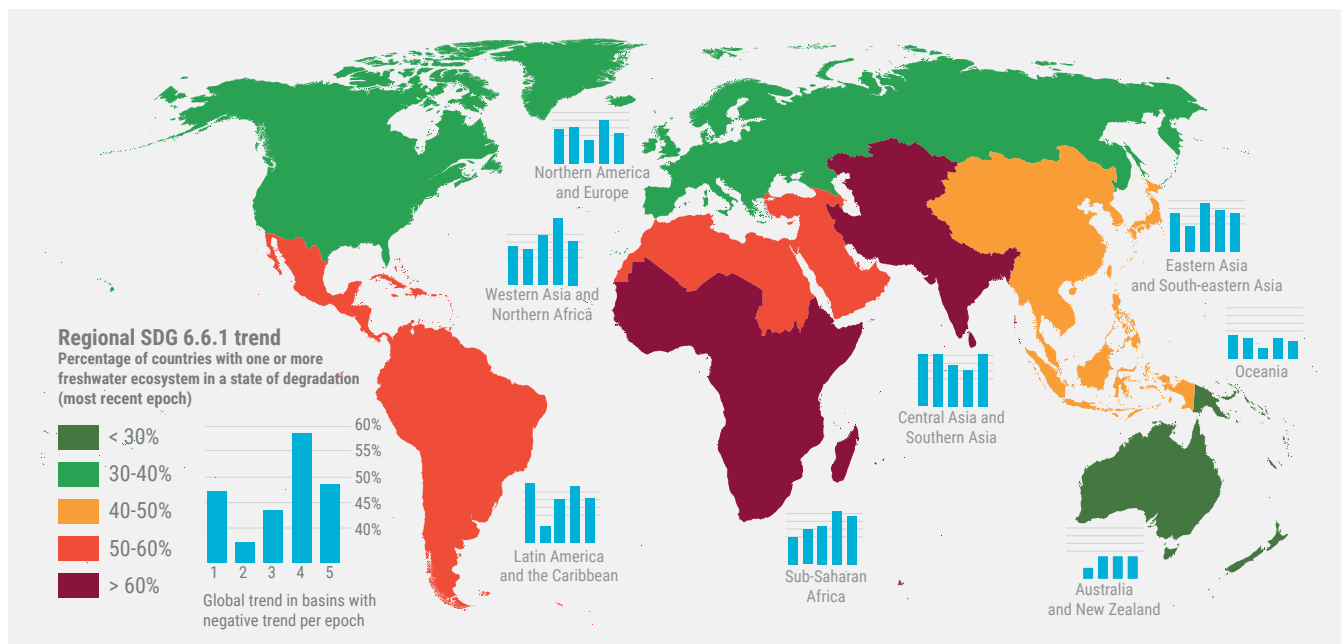 Northern America
and Europe
Western Asia and
Northern Africa
Eastern Asia
and South-eastern Asia
Oceania
Central Asia and
Southern Asia
Latin America
and the Caribbean
Sub-Saharan
Africa
Australia
and New Zealand
Regional SDG 6.6.1 trend
Percentage of countries with one or more
freshwater ecosystem in a state of degradation
(most recent epoch)
< 30%
30-40%
40-50%
50-60%
> 60%
60%
55%
50%
45%
40%
1 2 3 4 5
Global trend in basins with
negative trend per epoch